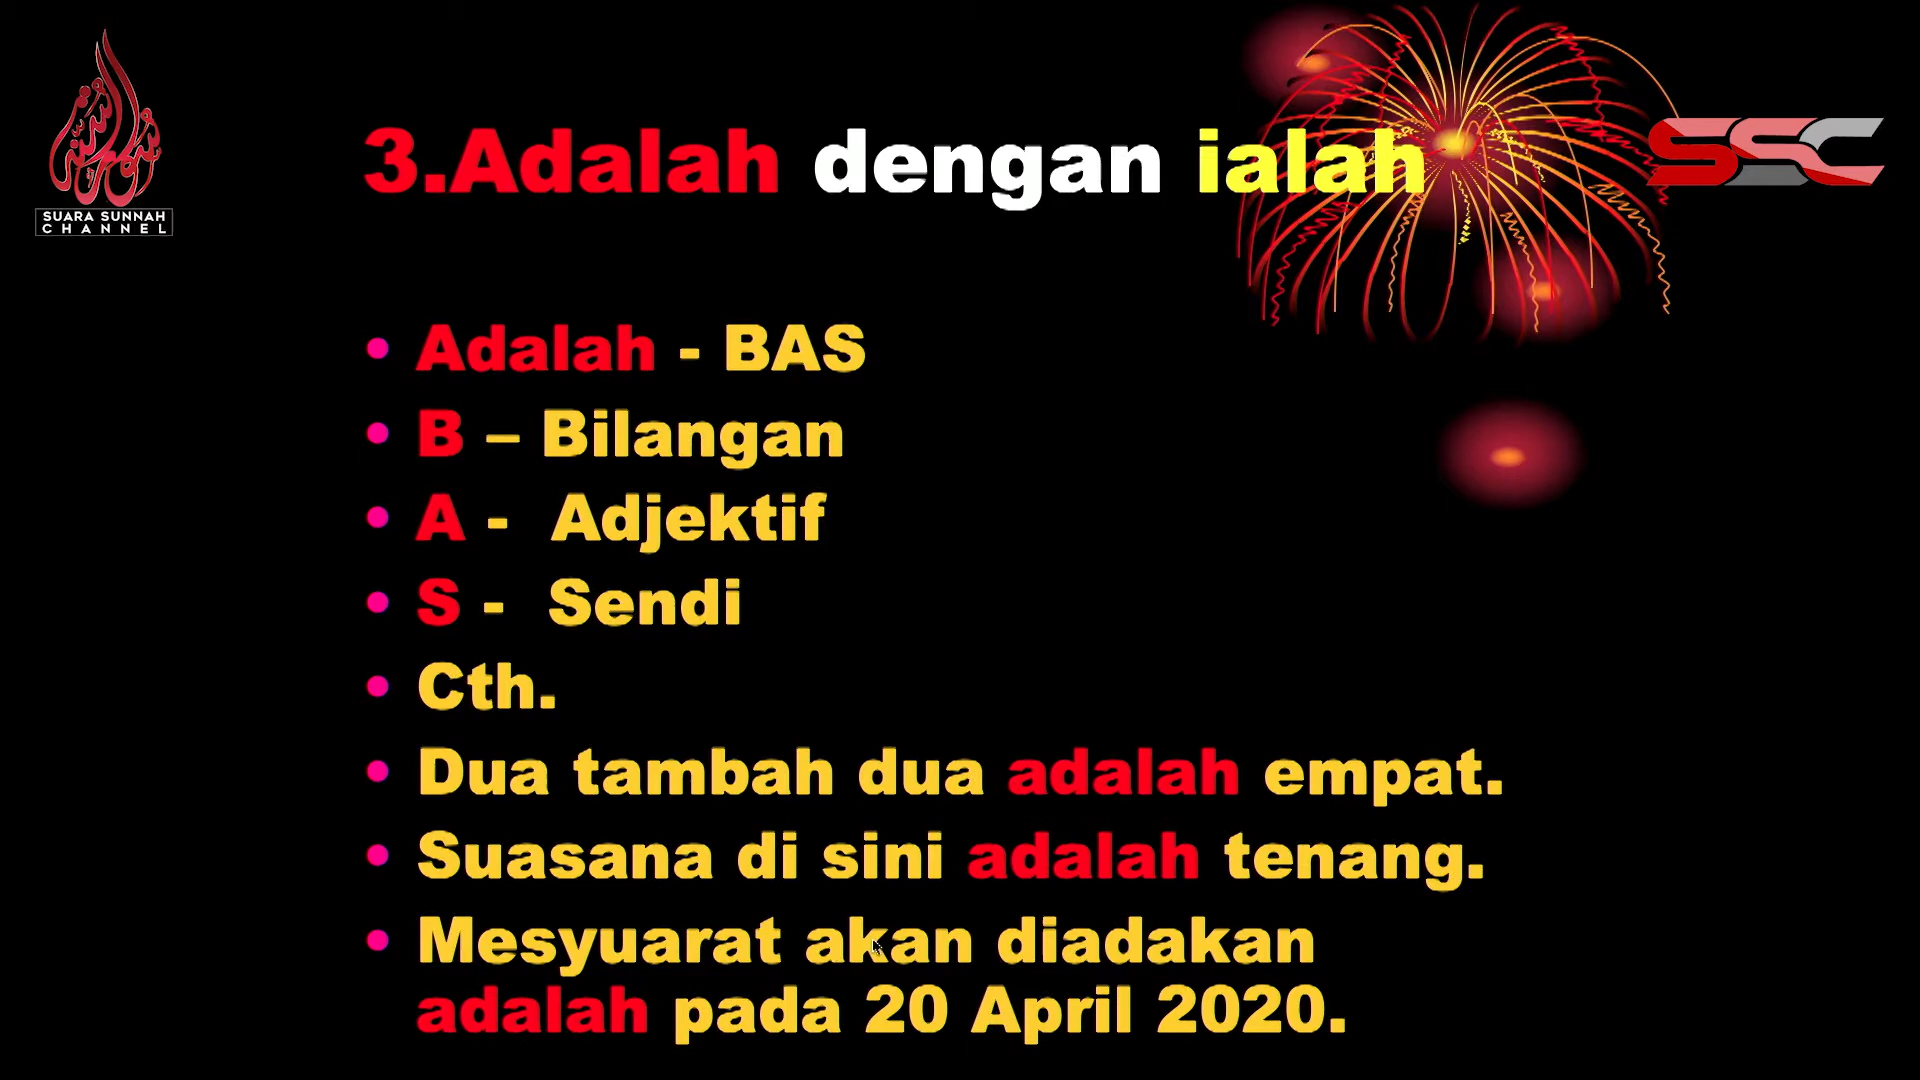 SUARA SUNNAH
CHANNEL
SSC
3.Adalah dengan ialah
• Adalah - BAS
• B – Bilangan
• A - Adjektif
• S - Sendi
• Cth.
• Dua tambah dua adalah empat.
• Suasana di sini adalah tenang.
• Mesyuarat akan diadakan
adalah pada 20 April 2020.